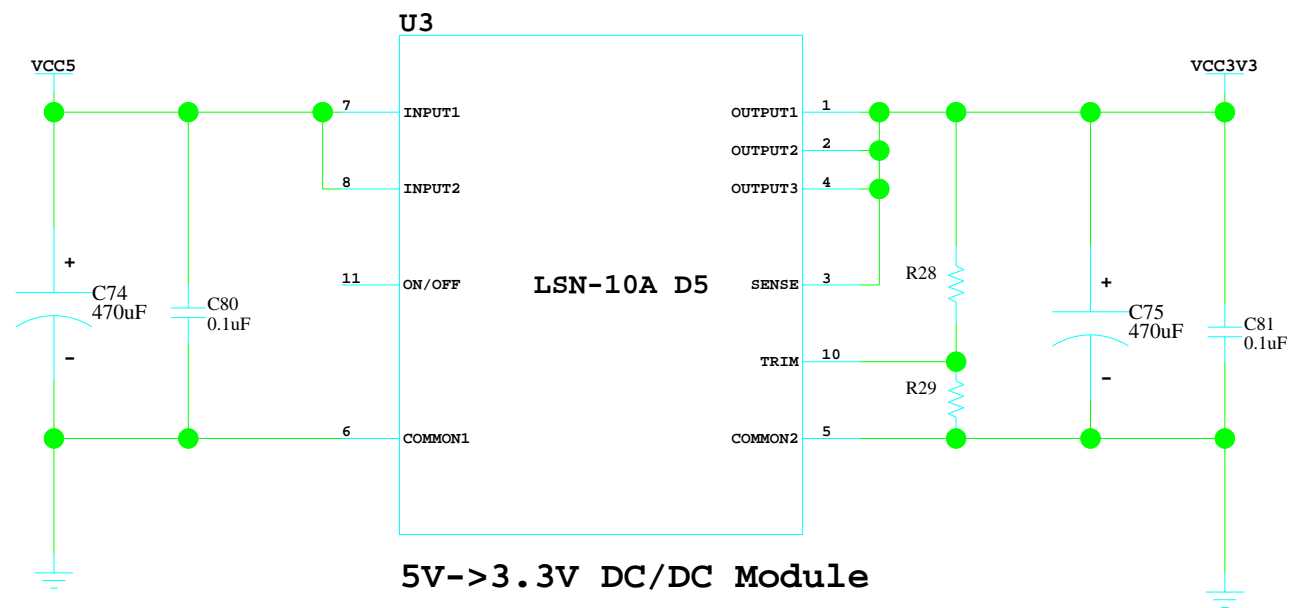 U3
VCC5
VCC3V3
7 INPUT1
OUTPUT1 1
OUTPUT2 2
8 INPUT2
OUTPUT3 4
11 ON/OFF
LSN-10A D5
SENSE 3
R28
+
C74
470uF
-
C80
0.1uF
+
C75
470uF
-
C81
0.1uF
TRIM 10
R29
6 COMMON1
COMMON2 5
5V->3.3V DC/DC Module